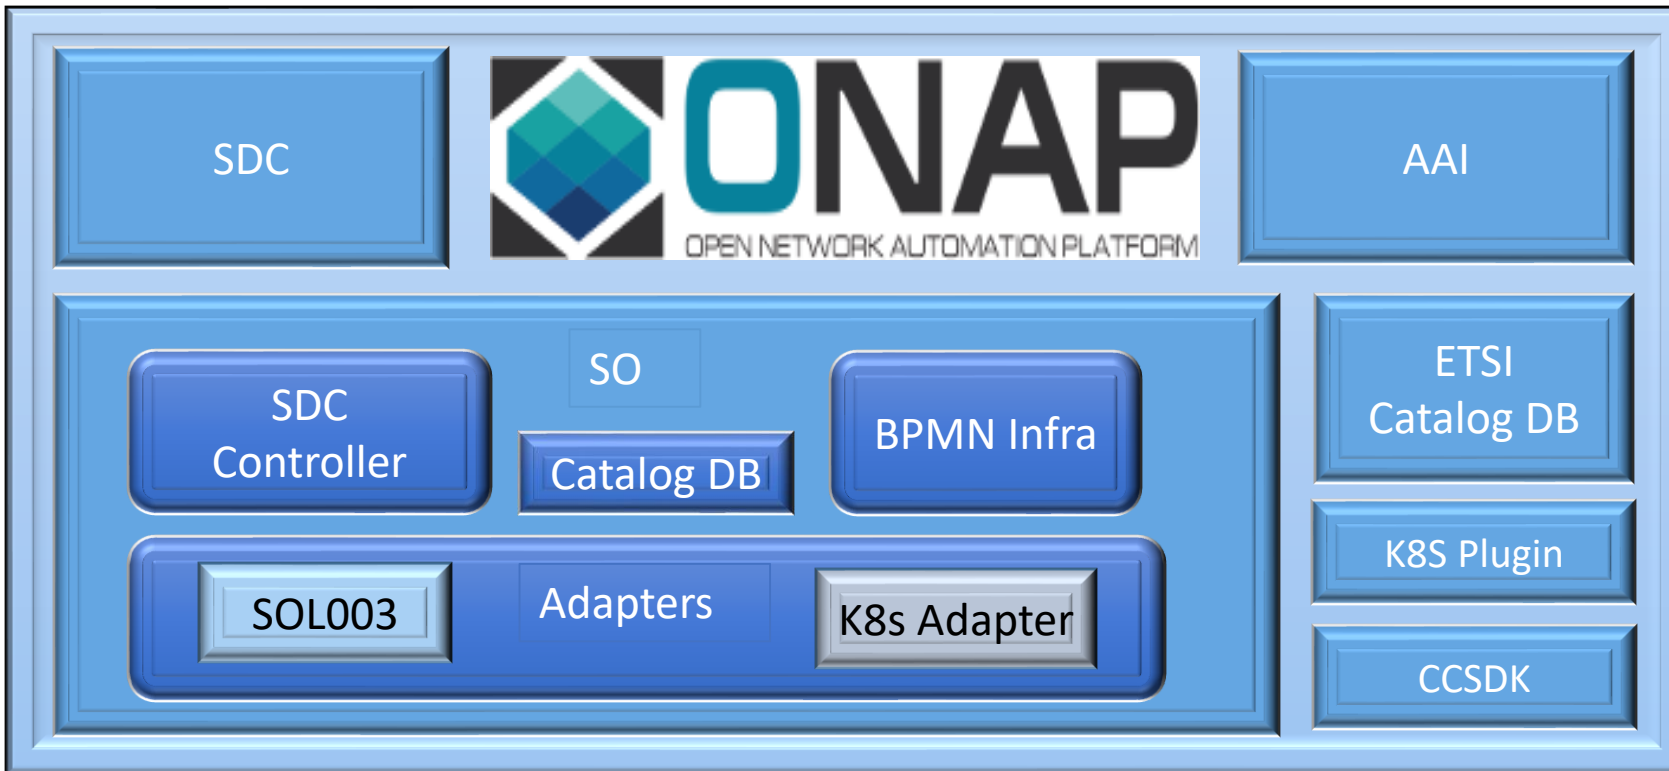 SDC
ONAP
OPEN NETWORK AUTOMATION PLATFORM
AAI
SO
SDC
Controller
Catalog DB
BPMN Infra
Adapters
SOL003
K8s Adapter
ETSI
Catalog DB
K8S Plugin
CCSDK